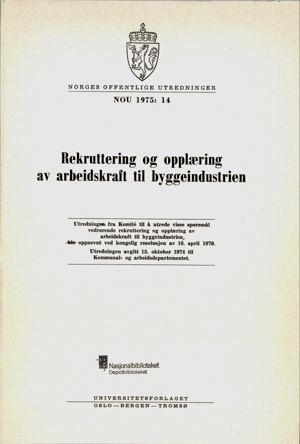 NORGES OFFENTLIGE UTREDNINGER
NOU 1975: 14
Rekruttering og opplæring
av arbeidskraft til byggeindustrien
Utredningen fra Komité til å utrede visse spørsmål
vedrørende rekruttering og opplæring av
arbeidskraft til byggeindustrien,
oppnevnt ved kongelig resolusjon av 10. april 1970.
Utredningen avgitt 15. oktober 1974 til
Kommunal- og arbeidsdepartementet.
Nasjonalbiblioteket
Depotbiblioteket
UNIVERSITETSFORLAGET
OSLO — BERGEN — TROMSØ